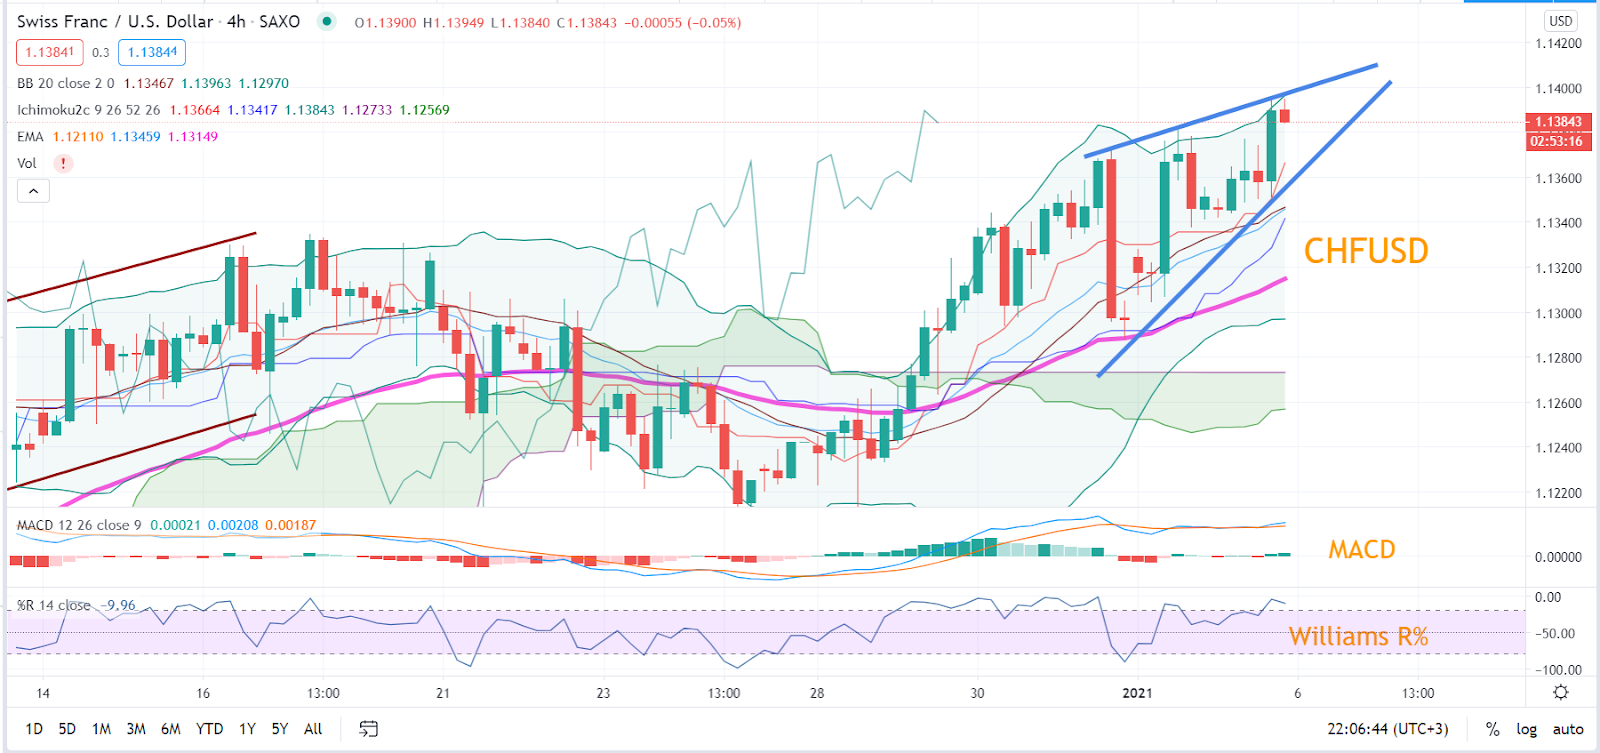 Swiss Franc / U.S. Dollar · 4h · SAXO O1.13900 H1.13949 L1.13840 C1.13843 −0.00055 (−0.05%)
USD
1.13841 0.3 1.13844
BB 20 close 2 0 1.13467 1.13963 1.12970
Ichimoku2c 9 26 52 26 1.13664 1.13417 1.13843 1.12733 1.12569
EMA 1.12110 1.13459 1.13149
Vol !
1.14200
1.14000
1.13843
02:53:16
1.13600
1.13400
1.13200
1.13000
1.12800
1.12600
1.12400
1.12200
CHFUSD
MACD 12 26 close 9 0.00021 0.00208 0.00187
MACD
0.00000
%R 14 close −9.96
Williams R%
0.00
−50.00
−100.00
14 16 13:00 21 23 13:00 28 30 2021 6 13:00
1D 5D 1M 3M 6M YTD 1Y 5Y All 22:06:44 (UTC+3) % log auto